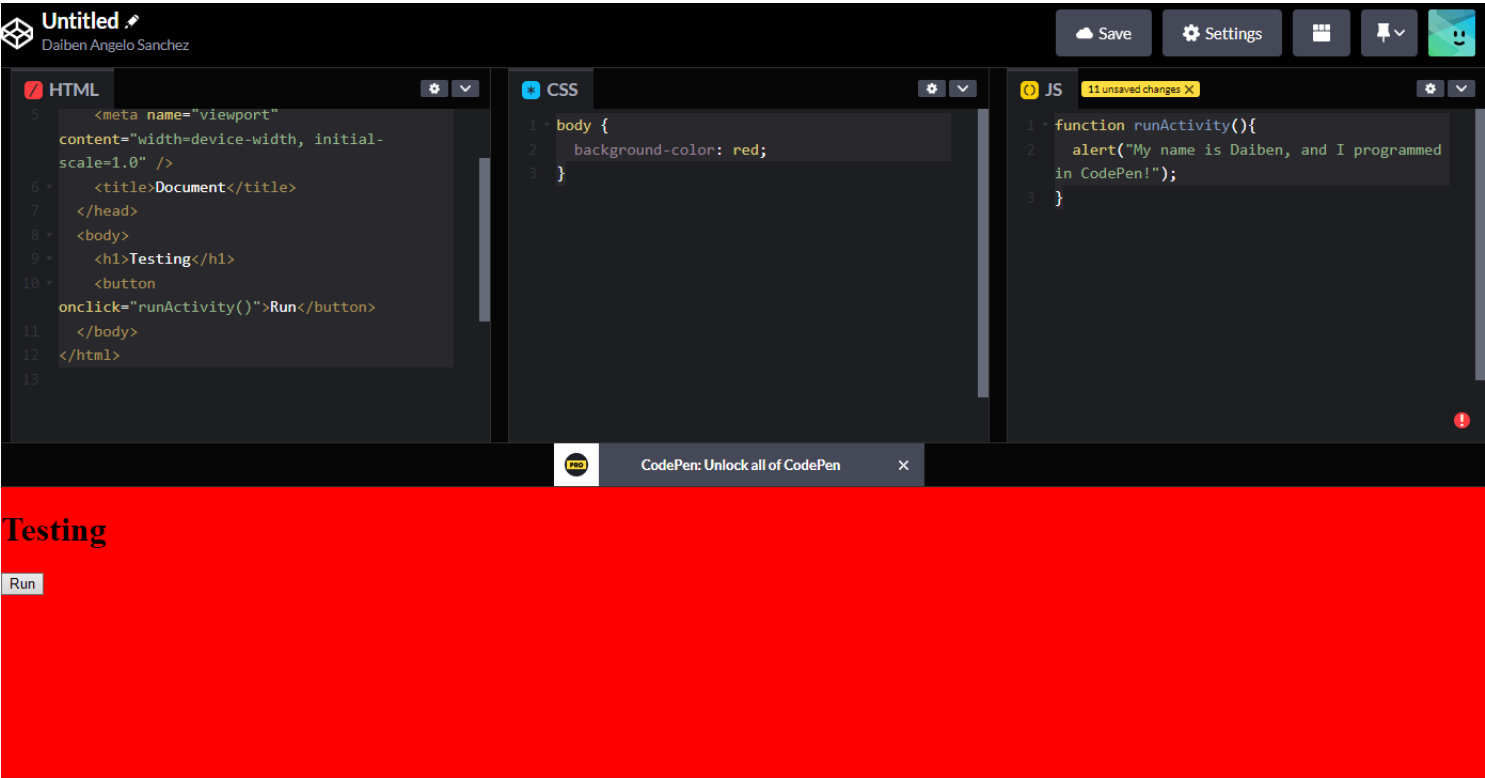 Untitled
Daiben Angelo Sanchez
Save
Settings
HTML
5 <meta name="viewport"
content="width=device-width, initial-
scale=1.0" />
6 <title>Document</title>
7 </head>
8 <body>
9 <h1>Testing</h1>
10 <button
onclick="runActivity()">Run</button>
11 </body>
12 </html>
13
CSS
1 body {
2 background-color: red;
3 }
JS
11 unsaved changes X
1 function runActivity(){
2 alert("My name is Daiben, and I programmed
in CodePen!");
3 }
PRO
CodePen: Unlock all of CodePen
Testing
Run